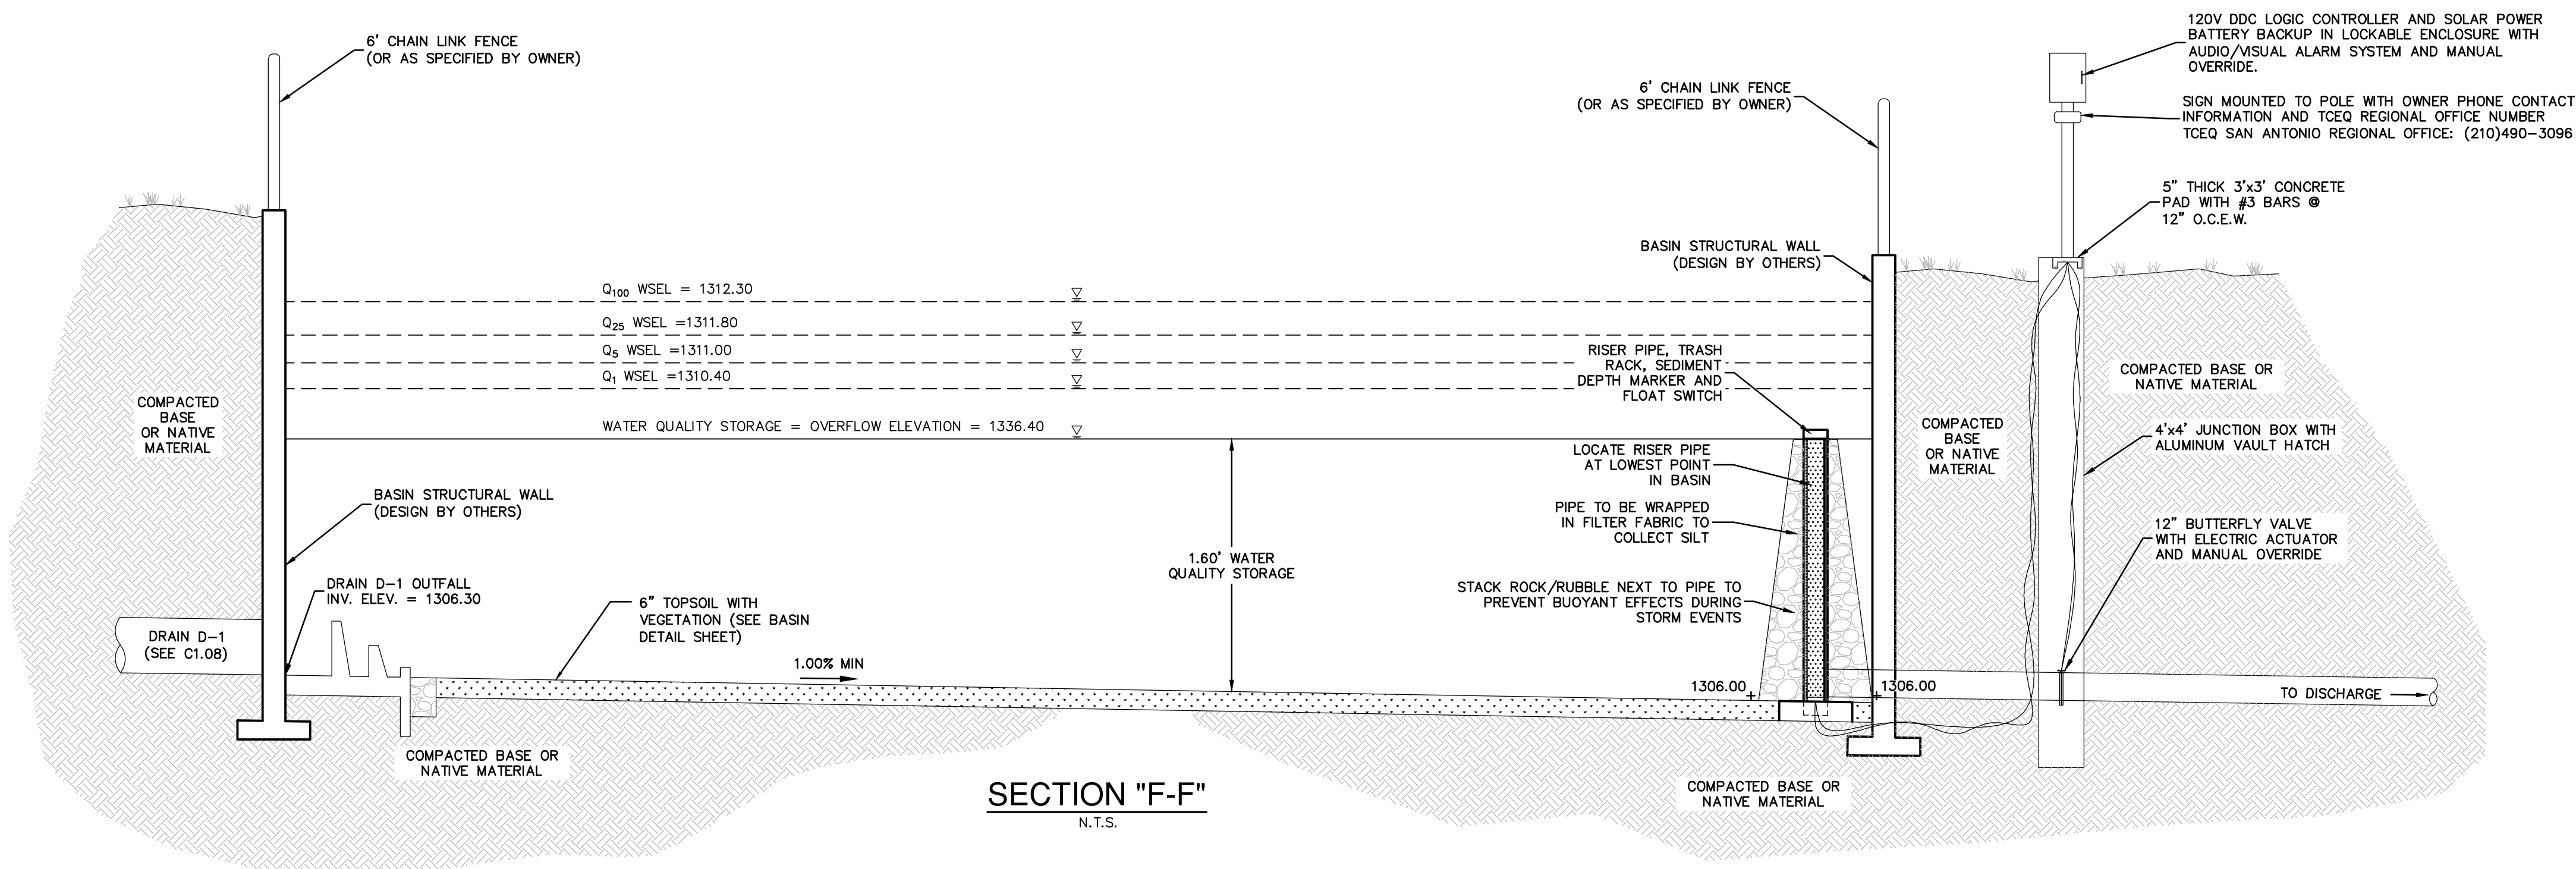 6' CHAIN LINK FENCE
(OR AS SPECIFIED BY OWNER)
6' CHAIN LINK FENCE
(OR AS SPECIFIED BY OWNER)
120V DDC LOGIC CONTROLLER AND SOLAR POWER
BATTERY BACKUP IN LOCKABLE ENCLOSURE WITH
AUDIO/VISUAL ALARM SYSTEM AND MANUAL
OVERRIDE.
SIGN MOUNTED TO POLE WITH OWNER PHONE CONTACT
INFORMATION AND TCEQ REGIONAL OFFICE NUMBER
TCEQ SAN ANTONIO REGIONAL OFFICE: (210)490-3096
5" THICK 3'x3' CONCRETE
PAD WITH #3 BARS @
12" O.C.E.W.
BASIN STRUCTURAL WALL
(DESIGN BY OTHERS)
Q100 WSEL = 1312.30
Q25 WSEL =1311.80
Q5 WSEL =1311.00
Q1 WSEL =1310.40
WATER QUALITY STORAGE = OVERFLOW ELEVATION = 1336.40
RISER PIPE, TRASH
RACK, SEDIMENT
DEPTH MARKER AND
FLOAT SWITCH
COMPACTED BASE OR
NATIVE MATERIAL
COMPACTED
BASE
OR NATIVE
MATERIAL
COMPACTED
BASE
OR NATIVE
MATERIAL
4'x4' JUNCTION BOX WITH
ALUMINUM VAULT HATCH
LOCATE RISER PIPE
AT LOWEST POINT
IN BASIN
BASIN STRUCTURAL WALL
(DESIGN BY OTHERS)
PIPE TO BE WRAPPED
IN FILTER FABRIC TO
COLLECT SILT
12" BUTTERFLY VALVE
WITH ELECTRIC ACTUATOR
AND MANUAL OVERRIDE
1.60' WATER
QUALITY STORAGE
DRAIN D-1 OUTFALL
INV. ELEV. = 1306.30
6" TOPSOIL WITH
VEGETATION (SEE BASIN
DETAIL SHEET)
STACK ROCK/RUBBLE NEXT TO PIPE TO
PREVENT BUOYANT EFFECTS DURING
STORM EVENTS
DRAIN D-1
(SEE C1.08)
1.00% MIN
1306.00
1306.00
TO DISCHARGE
COMPACTED BASE OR
NATIVE MATERIAL
COMPACTED BASE OR
NATIVE MATERIAL
SECTION "F-F"
N.T.S.